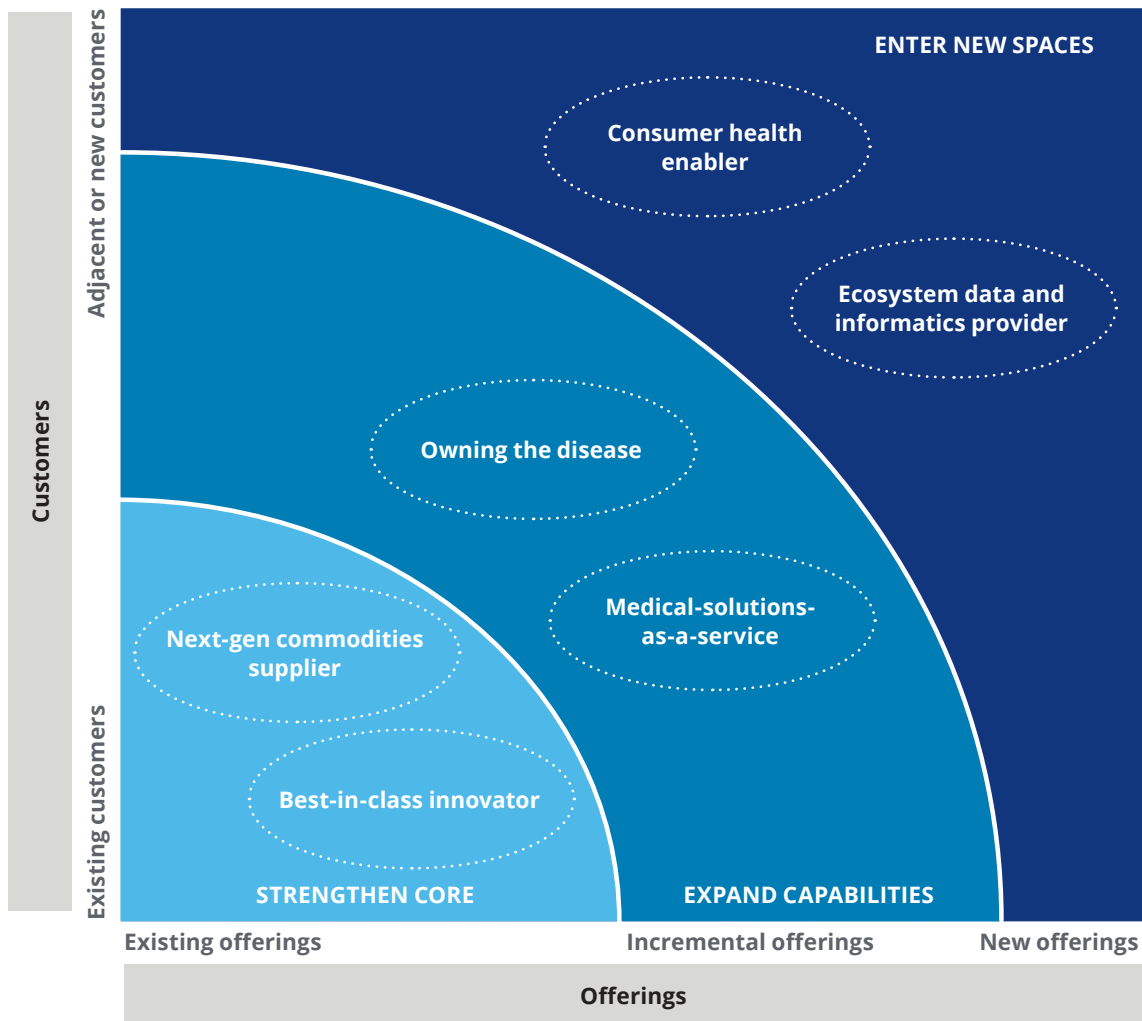 ENTER NEW SPACES
Consumer health
enabler
Ecosystem data and
informatics provider
Owning the disease
Medical-solutions-
as-a-service
Next-gen commodities
supplier
Best-in-class innovator
STRENGTHEN CORE
EXPAND CAPABILITIES
Customers
Adjacent or new customers
Existing customers
Existing offerings
Incremental offerings
New offerings
Offerings